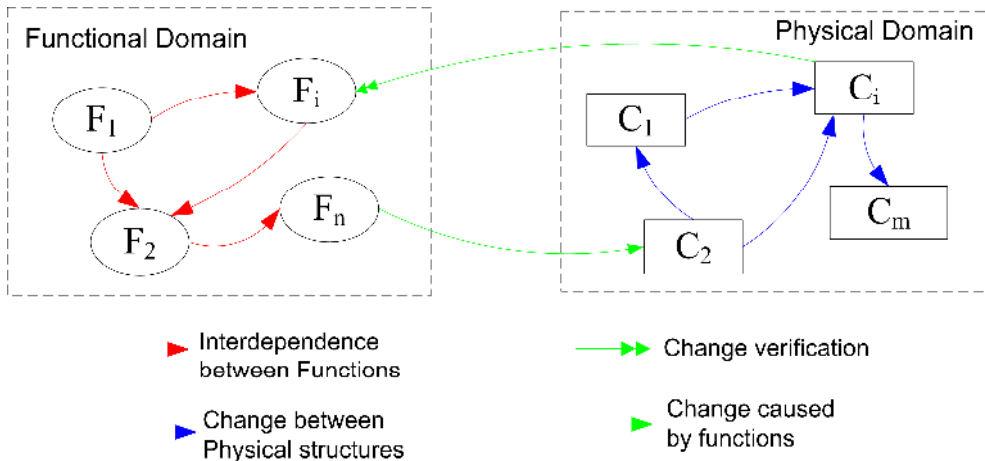 Functional Domain
Physical Domain
F1
Fi
F2
Fn
C1
Ci
C2
Cm
Interdependence
between Functions
Change verification
Change between
Physical structures
Change caused
by functions